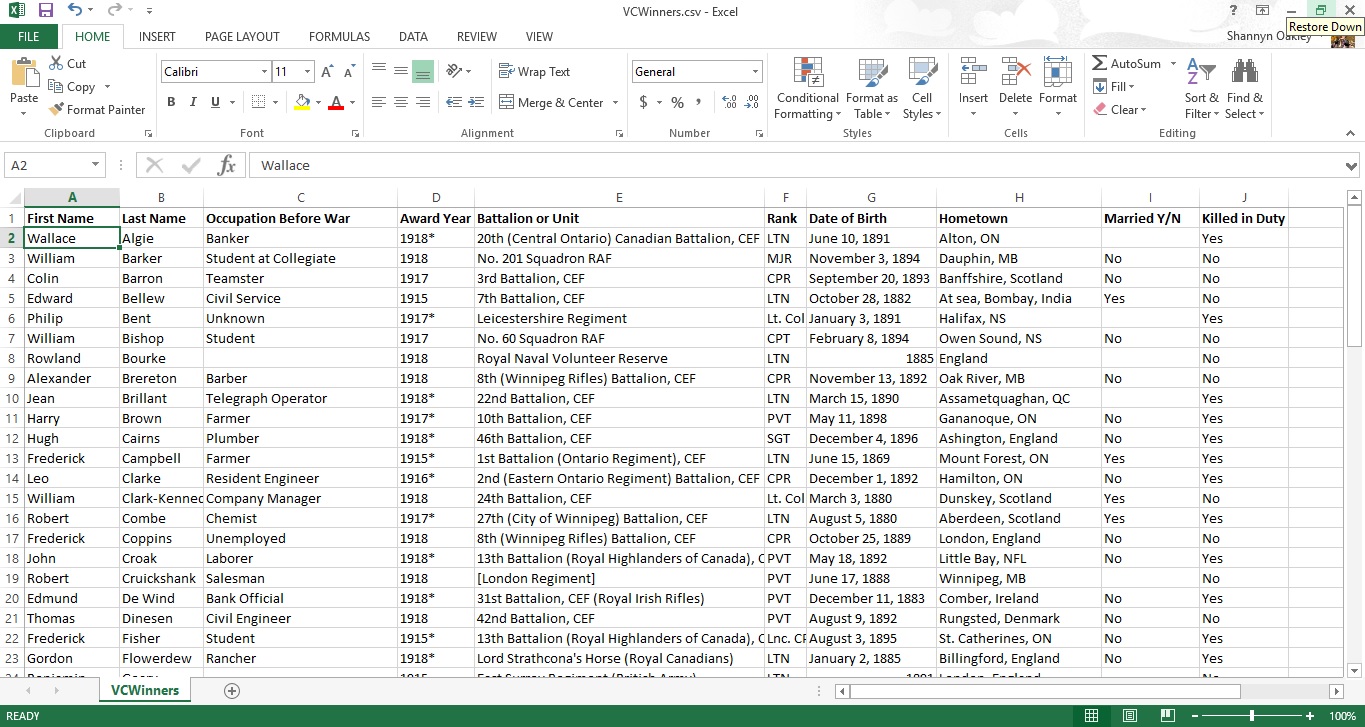 VCWinners.csv - Excel
?
Restore Down
FILE HOME INSERT PAGE LAYOUT FORMULAS DATA REVIEW VIEW Shannyn Oakley
Paste Cut Copy Format Painter
Calibri 11
B I U A
Wrap Text
Merge & Center
General
$ % ,
Conditional Formatting Format as Table Cell Styles
Insert Delete Format
AutoSum
Fill
Clear
Sort & Filter Find & Select
Clipboard Font Alignment Number Styles Cells Editing
A2 fx Wallace
A B C D E F G H I J
1 First Name Last Name Occupation Before War Award Year Battalion or Unit Rank Date of Birth Hometown Married Y/N Killed in Duty
2 Wallace Algie Banker 1918* 20th (Central Ontario) Canadian Battalion, CEF LTN June 10, 1891 Alton, ON Yes
3 William Barker Student at Collegiate 1918 No. 201 Squadron RAF MJR November 3, 1894 Dauphin, MB No No
4 Colin Barron Teamster 1917 3rd Battalion, CEF CPR September 20, 1893 Banffshire, Scotland No No
5 Edward Bellew Civil Service 1915 7th Battalion, CEF LTN October 28, 1882 At sea, Bombay, India Yes No
6 Philip Bent Unknown 1917* Leicestershire Regiment Lt. Col January 3, 1891 Halifax, NS Yes
7 William Bishop Student 1917 No. 60 Squadron RAF CPT February 8, 1894 Owen Sound, NS No No
8 Rowland Bourke 1918 Royal Naval Volunteer Reserve LTN 1885 England No
9 Alexander Brereton Barber 1918 8th (Winnipeg Rifles) Battalion, CEF CPR November 13, 1892 Oak River, MB No No
10 Jean Brillant Telegraph Operator 1918* 22nd Battalion, CEF LTN March 15, 1890 Assametquaghan, QC Yes
11 Harry Brown Farmer 1917* 10th Battalion, CEF PVT May 11, 1898 Gananoque, ON No Yes
12 Hugh Cairns Plumber 1918* 46th Battalion, CEF SGT December 4, 1896 Ashington, England No Yes
13 Frederick Campbell Farmer 1915* 1st Battalion (Ontario Regiment), CEF LTN June 15, 1869 Mount Forest, ON Yes Yes
14 Leo Clarke Resident Engineer 1916* 2nd (Eastern Ontario Regiment) Battalion, CEF CPR December 1, 1892 Hamilton, ON No Yes
15 William Clark-Kenned Company Manager 1918 24th Battalion, CEF Lt. Col March 3, 1880 Dunskey, Scotland Yes No
16 Robert Combe Chemist 1917* 27th (City of Winnipeg) Battalion, CEF LTN August 5, 1880 Aberdeen, Scotland Yes Yes
17 Frederick Coppins Unemployed 1918 8th (Winnipeg Rifles) Battalion, CEF CPR October 25, 1889 London, England No No
18 John Croak Laborer 1918* 13th Battalion (Royal Highlanders of Canada), C PVT May 18, 1892 Little Bay, NFL No Yes
19 Robert Cruickshank Salesman 1918 [London Regiment] PVT June 17, 1888 Winnipeg, MB No
20 Edmund De Wind Bank Official 1918* 31st Battalion, CEF (Royal Irish Rifles) PVT December 11, 1883 Comber, Ireland No Yes
21 Thomas Dinesen Civil Engineer 1918 42nd Battalion, CEF PVT August 9, 1892 Rungsted, Denmark No No
22 Frederick Fisher Student 1915* 13th Battalion (Royal Highlanders of Canada), C Lnc. CF August 3, 1895 St. Catherines, ON No Yes
23 Gordon Flowerdew Rancher 1918* Lord Strathcona's Horse (Royal Canadians) LTN January 2, 1885 Billingford, England No Yes
VCWinners
READY 100%